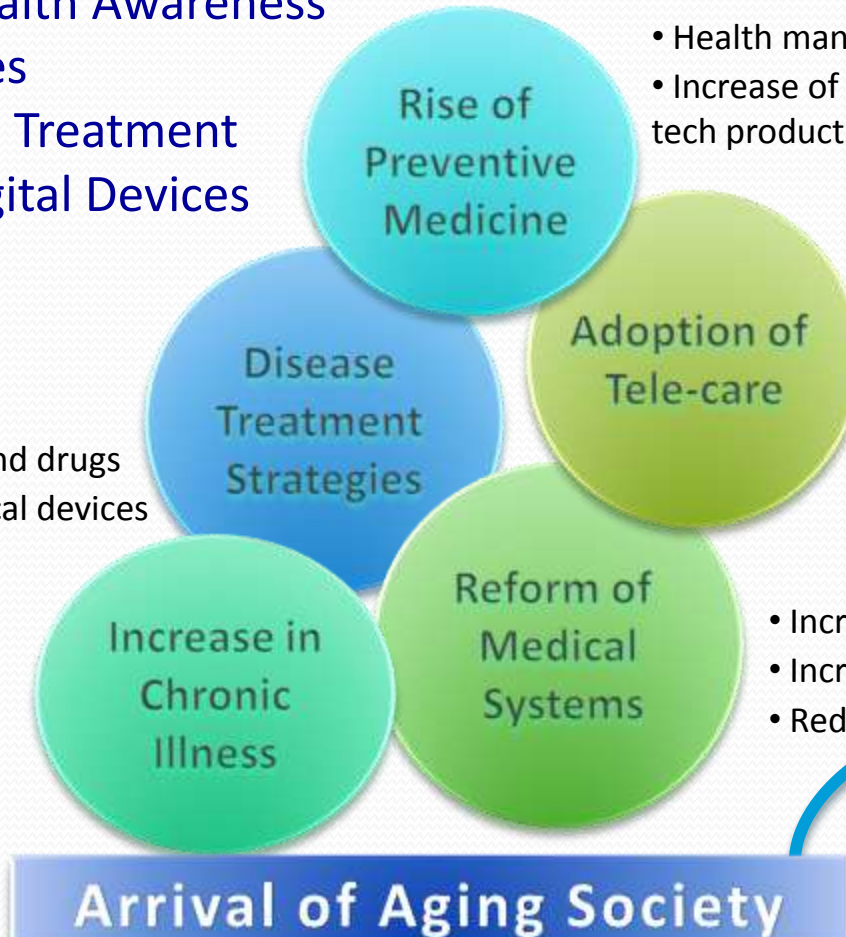 alth Awareness
es
Treatment
gital Devices
• Health man
• Increase of
tech product
Rise of
Preventive
Medicine
Adoption of
Tele-care
Disease
Treatment
Strategies
nd drugs
cal devices
Reform of
Medical
Systems
Increase in
Chronic
Illness
• Incr
• Incr
• Red
Arrival of Aging Society